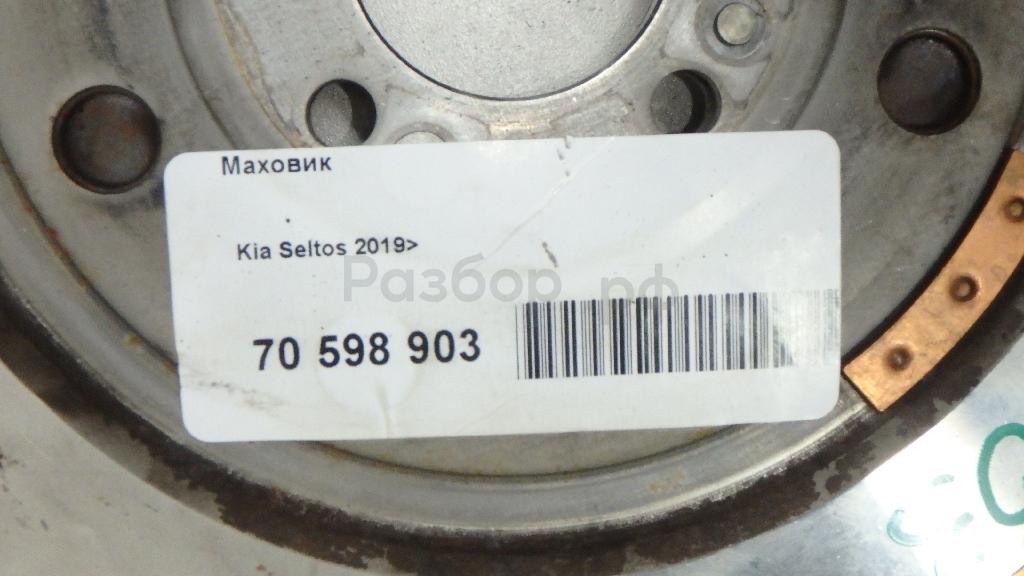 Маховик
Kia Seltos 2019>
Разбор.рф
70 598 903